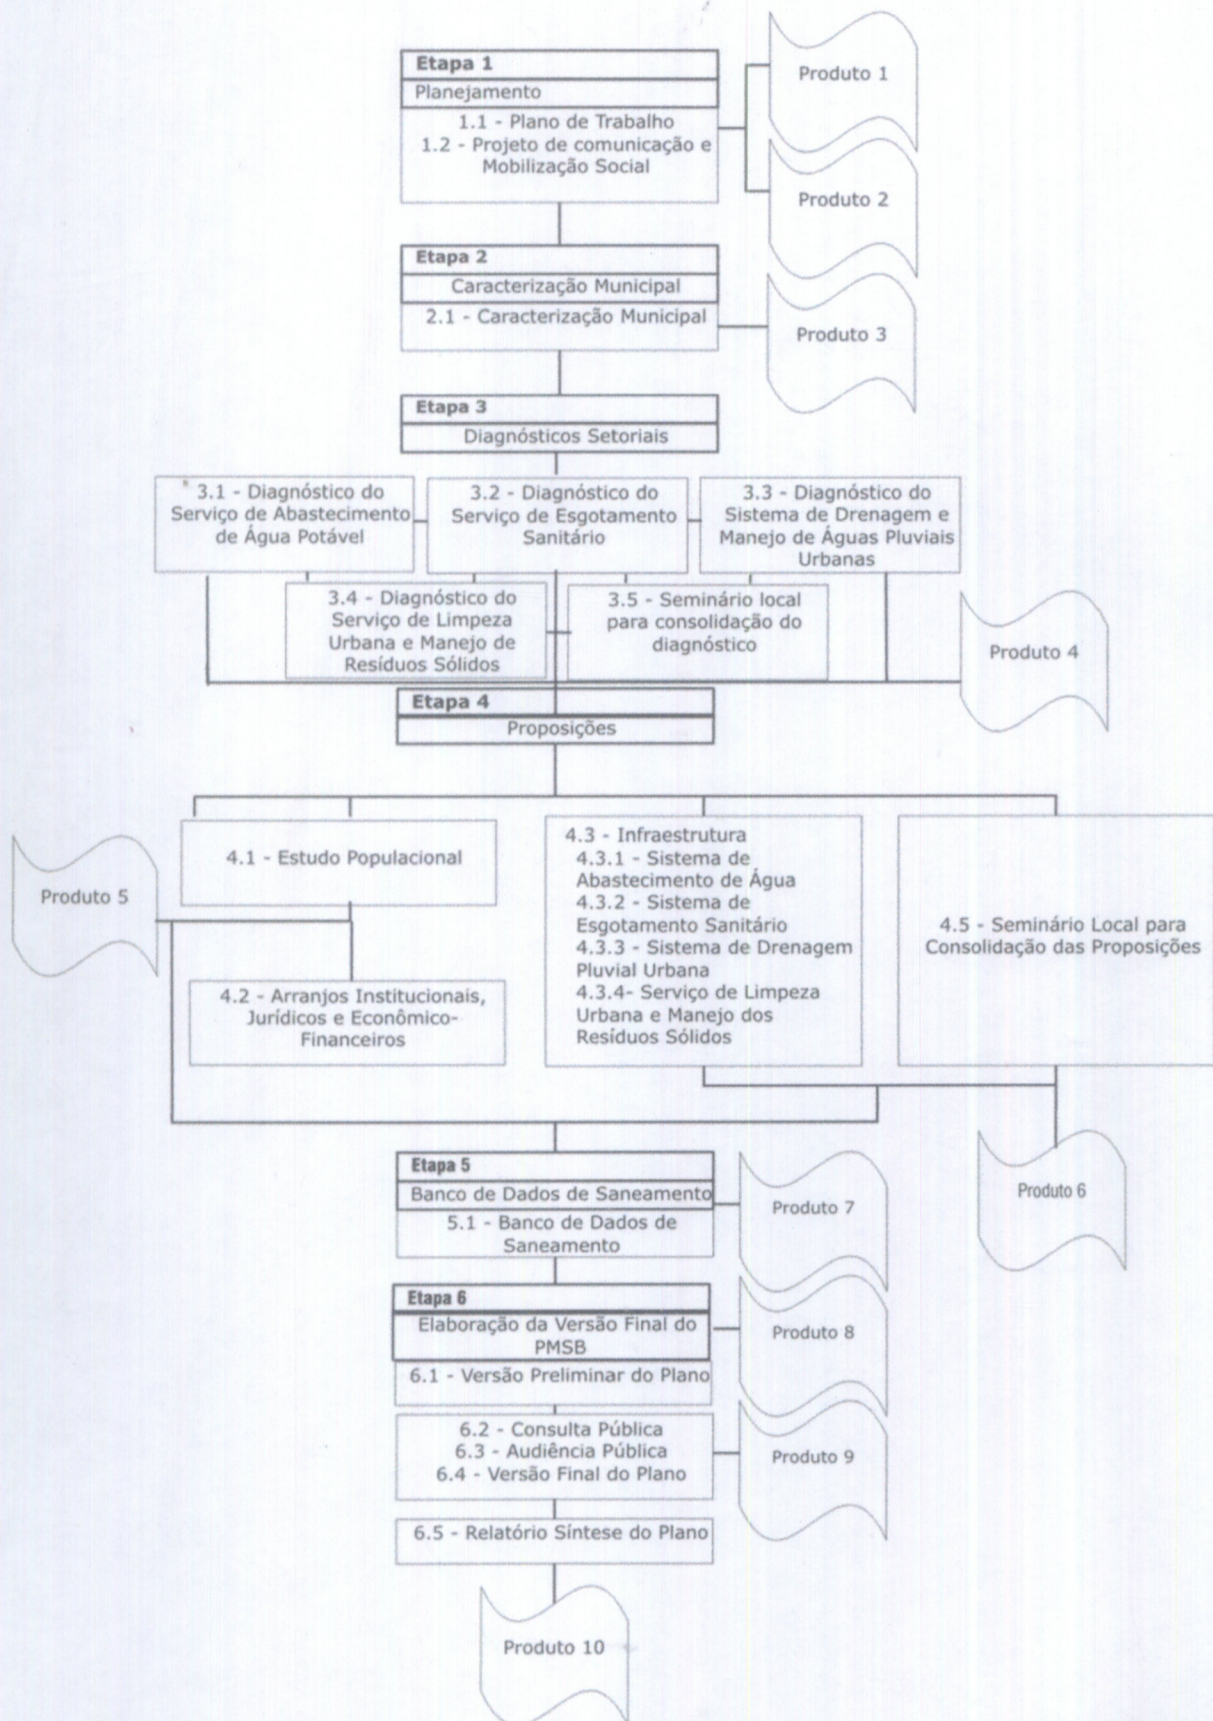 Etapa 1
Planejamento
1.1 - Plano de Trabalho
1.2 - Projeto de comunicação e
Mobilização Social
Produto 1
Produto 2
Etapa 2
Caracterização Municipal
2.1 - Caracterização Municipal
Produto 3
Etapa 3
Diagnósticos Setoriais
3.1 - Diagnóstico do
Serviço de Abastecimento
de Água Potável
3.2 - Diagnóstico do
Serviço de Esgotamento
Sanitário
3.3 - Diagnóstico do
Sistema de Drenagem e
Manejo de Águas Pluviais
Urbanas
3.4 - Diagnóstico do
Serviço de Limpeza
Urbana e Manejo de
Resíduos Sólidos
3.5 - Seminário local
para consolidação do
diagnóstico
Produto 4
Etapa 4
Proposições
Produto 5
4.1 - Estudo Populacional
4.2 - Arranjos Institucionais,
Jurídicos e Econômico-
Financeiros
4.3 - Infraestrutura
4.3.1 - Sistema de
Abastecimento de Água
4.3.2 - Sistema de
Esgotamento Sanitário
4.3.3 - Sistema de Drenagem
Pluvial Urbana
4.3.4- Serviço de Limpeza
Urbana e Manejo dos
Resíduos Sólidos
4.5 - Seminário Local para
Consolidação das Proposições
Produto 6
Etapa 5
Banco de Dados de Saneamento
5.1 - Banco de Dados de
Saneamento
Produto 7
Etapa 6
Elaboração da Versão Final do
PMSB
6.1 - Versão Preliminar do Plano
Produto 8
6.2 - Consulta Pública
6.3 - Audiência Pública
6.4 - Versão Final do Plano
Produto 9
6.5 - Relatório Síntese do Plano
Produto 10